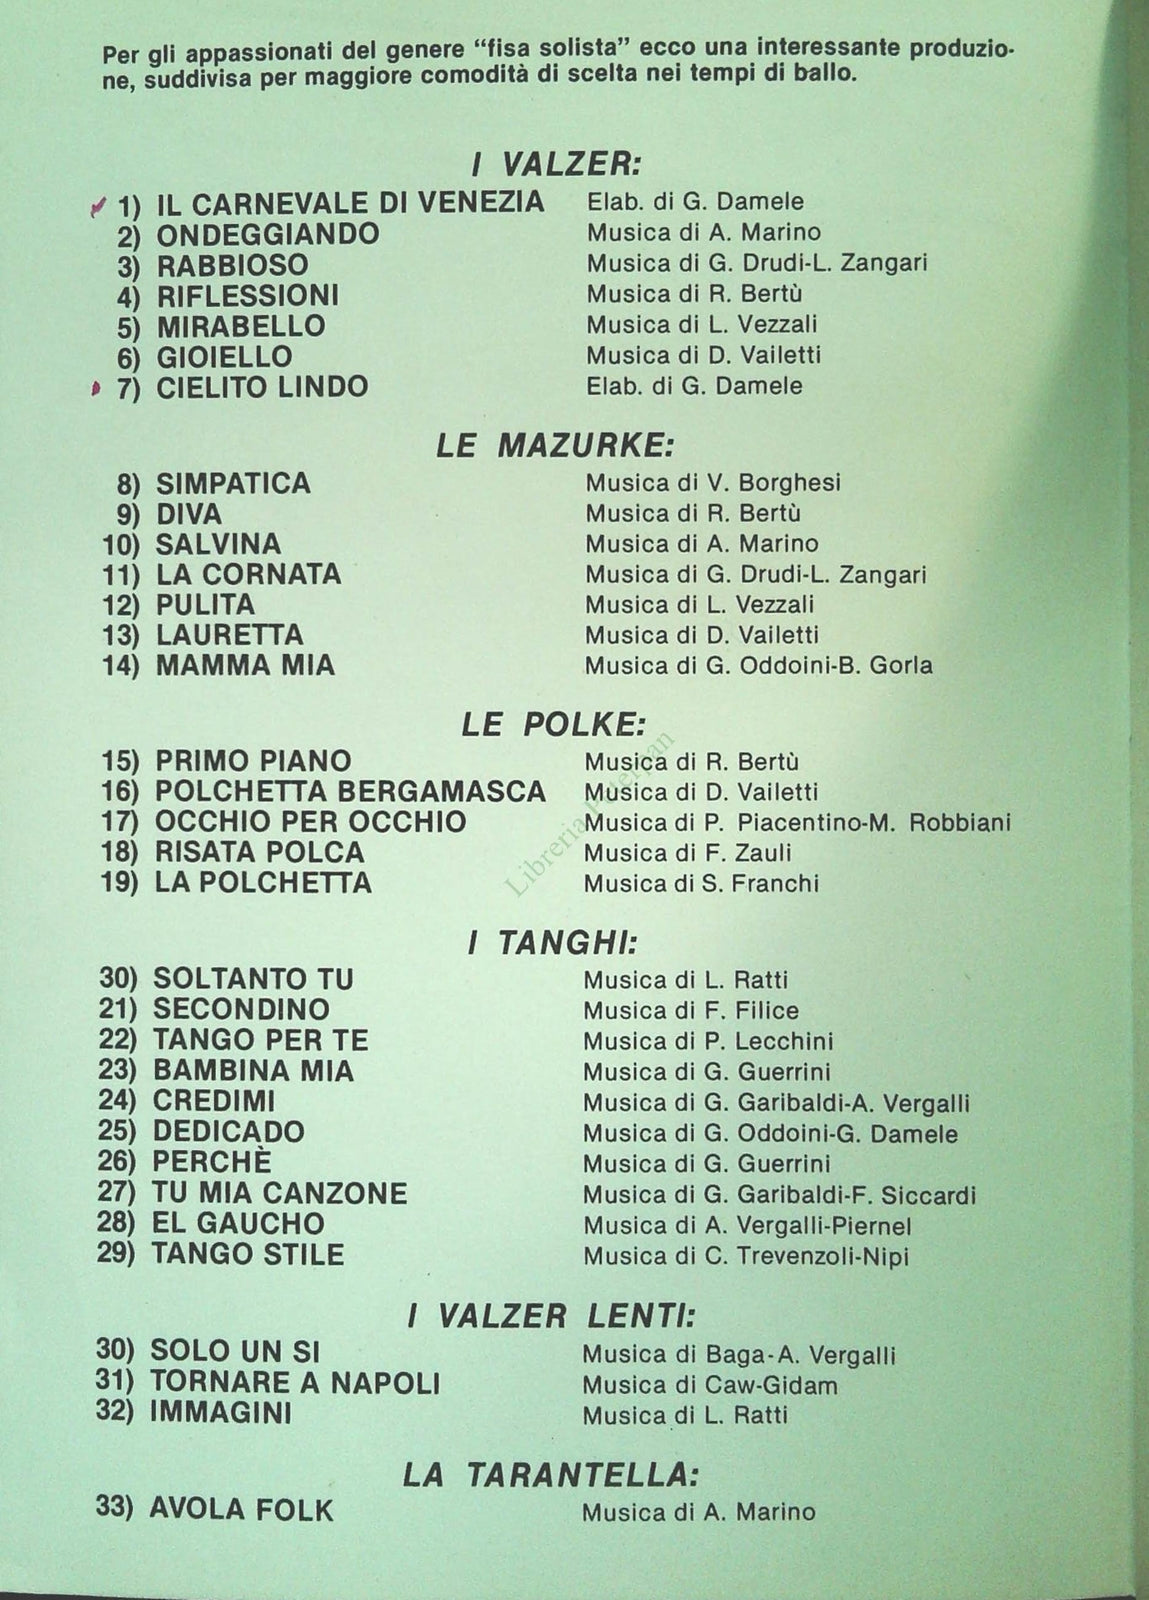 Per gli appassionati del genere “fisa solista” ecco una interessante produzio-
ne, suddivisa per maggiore comodità di scelta nei tempi di ballo.
I VALZER:
1) IL CARNEVALE DI VENEZIA Elab. di G. Damele
2) ONDEGGIANDO Musica di A. Marino
3) RABBIOSO Musica di G. Drudi-L. Zangari
4) RIFLESSIONI Musica di R. Bertù
5) MIRABELLO Musica di L. Vezzali
6) GIOIELLO Musica di D. Vailetti
7) CIELITO LINDO Elab. di G. Damele
LE MAZURKE:
8) SIMPATICA Musica di V. Borghesi
9) DIVA Musica di R. Bertù
10) SALVINA Musica di A. Marino
11) LA CORNATA Musica di G. Drudi-L. Zangari
12) PULITA Musica di L. Vezzali
13) LAURETTA Musica di D. Vailetti
14) MAMMA MIA Musica di G. Oddoini-B. Gorla
LE POLKE:
15) PRIMO PIANO Musica di R. Bertù
16) POLCHETTA BERGAMASCA Musica di D. Vailetti
17) OCCHIO PER OCCHIO Musica di P. Piacentino-M. Robbiani
18) RISATA POLCA Musica di F. Zauli
19) LA POLCHETTA Musica di S. Franchi
Libreria Peterpan
I TANGHI:
30) SOLTANTO TU Musica di L. Ratti
21) SECONDINO Musica di F. Filice
22) TANGO PER TE Musica di P. Lecchini
23) BAMBINA MIA Musica di G. Guerrini
24) CREDIMI Musica di G. Garibaldi-A. Vergalli
25) DEDICADO Musica di G. Oddoini-G. Damele
26) PERCHÈ Musica di G. Guerrini
27) TU MIA CANZONE Musica di G. Garibaldi-F. Siccardi
28) EL GAUCHO Musica di A. Vergalli-Piernel
29) TANGO STILE Musica di C. Trevenzoli-Nipi
I VALZER LENTI:
30) SOLO UN SI Musica di Baga-A. Vergalli
31) TORNARE A NAPOLI Musica di Caw-Gidam
32) IMMAGINI Musica di L. Ratti
LA TARANTELLA:
33) AVOLA FOLK Musica di A. Marino